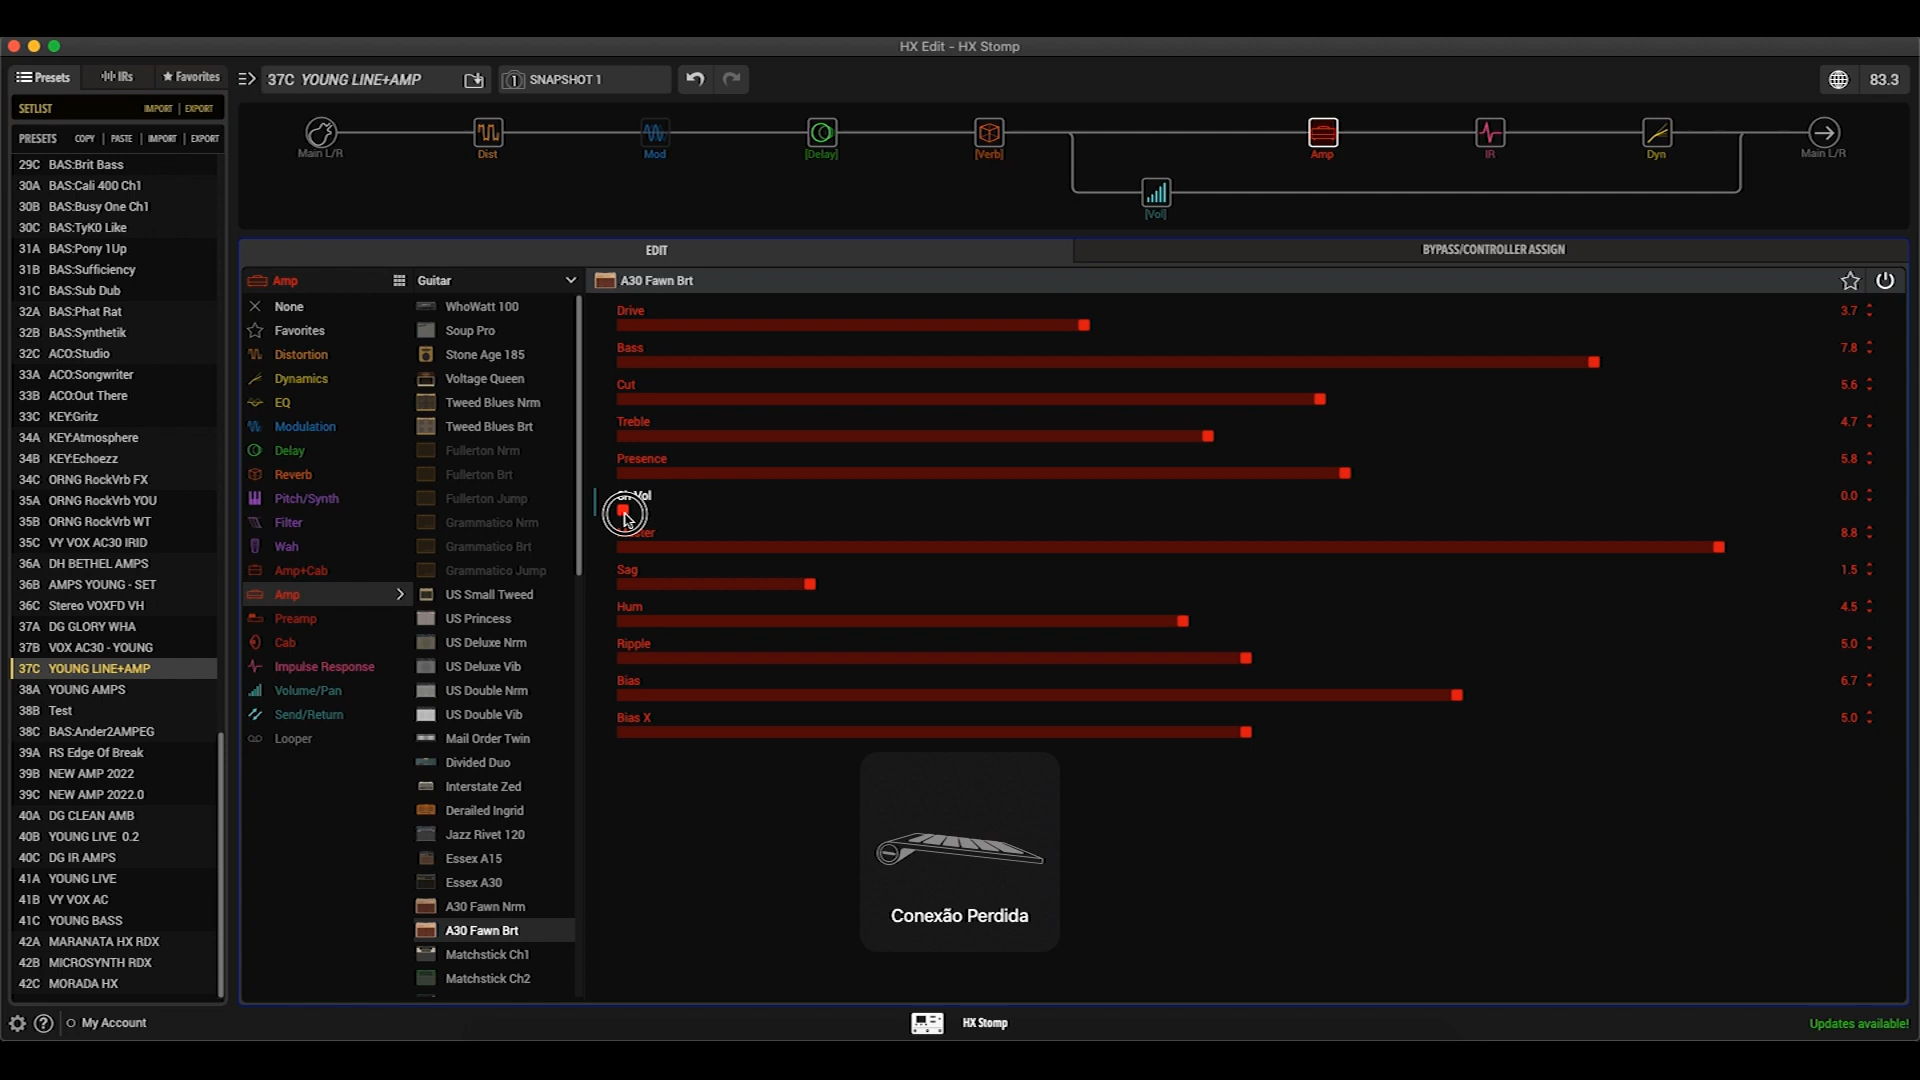 HX Edit - HX Stomp
Presets
IRs
Favorites
37C YOUNG LINE+AMP
1 SNAPSHOT 1
83.3
SETLIST IMPORT | EXPORT
PRESETS COPY | PASTE | IMPORT | EXPORT
Main L/R
Dist
Mod
[Delay]
[Verb]
Amp
IR
Dyn
Main L/R
[Vol]
29C BAS:Brit Bass
30A BAS:Cali 400 Ch1
30B BAS:Busy One Ch1
30C BAS:TyKO Like
31A BAS:Pony 1Up
31B BAS:Sufficiency
31C BAS:Sub Dub
32A BAS:Phat Rat
32B BAS:Synthetik
32C ACO:Studio
33A ACO:Songwriter
33B ACO:Out There
33C KEY:Gritz
34A KEY:Atmosphere
34B KEY:Echoezz
34C ORNG RockVrb FX
35A ORNG RockVrb YOU
35B ORNG RockVrb WT
35C VY VOX AC30 IRID
36A DH BETHEL AMPS
36B AMPS YOUNG - SET
36C Stereo VOXFD VH
37A DG GLORY WHA
37B VOX AC30 - YOUNG
37C YOUNG LINE+AMP
38A YOUNG AMPS
38B Test
38C BAS:Ander2AMPEG
39A RS Edge Of Break
39B NEW AMP 2022
39C NEW AMP 2022.0
40A DG CLEAN AMB
40B YOUNG LIVE 0.2
40C DG IR AMPS
41A YOUNG LIVE
41B VY VOX AC
41C YOUNG BASS
42A MARANATA HX RDX
42B MICROSYNTH RDX
42C MORADA HX
EDIT
BYPASS/CONTROLLER ASSIGN
Amp
Guitar
A30 Fawn Brt
None
Favorites
Distortion
Dynamics
EQ
Modulation
Delay
Reverb
Pitch/Synth
Filter
Wah
Amp+Cab
Amp
Preamp
Cab
Impulse Response
Volume/Pan
Send/Return
Looper
WhoWatt 100
Soup Pro
Stone Age 185
Voltage Queen
Tweed Blues Nrm
Tweed Blues Brt
Fullerton Nrm
Fullerton Brt
Fullerton Jump
Grammatico Nrm
Grammatico Brt
Grammatico Jump
US Small Tweed
US Princess
US Deluxe Nrm
US Deluxe Vib
US Double Nrm
US Double Vib
Mail Order Twin
Divided Duo
Interstate Zed
Derailed Ingrid
Jazz Rivet 120
Essex A15
Essex A30
A30 Fawn Nrm
A30 Fawn Brt
Matchstick Ch1
Matchstick Ch2
Drive 3.7
Bass 7.8
Cut 5.6
Treble 4.7
Presence 5.8
Vol 0.0
8.8
Sag 1.5
Hum 4.5
Ripple 5.0
Bias 6.7
Bias X 5.0
Conexão Perdida
My Account
HX Stomp
Updates available!